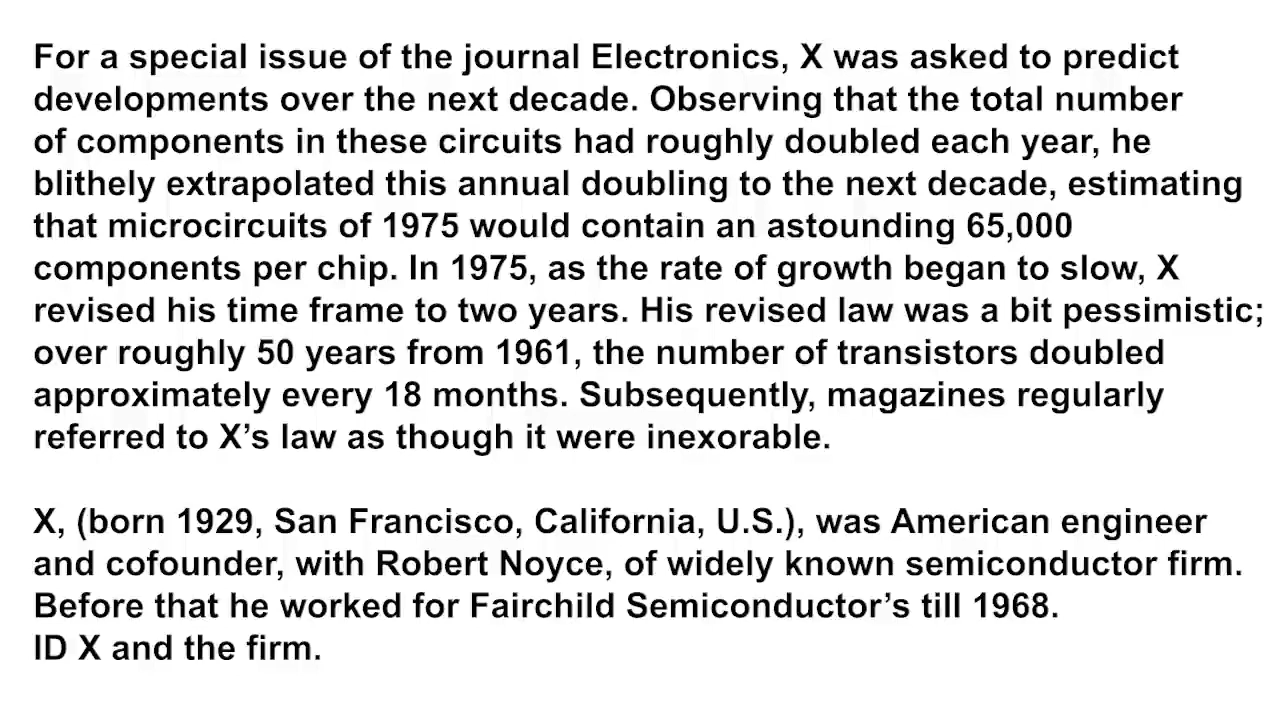 For a special issue of the journal Electronics, X was asked to predict
developments over the next decade. Observing that the total number
of components in these circuits had roughly doubled each year, he
blithely extrapolated this annual doubling to the next decade, estimating
that microcircuits of 1975 would contain an astounding 65,000
components per chip. In 1975, as the rate of growth began to slow, X
revised his time frame to two years. His revised law was a bit pessimistic;
over roughly 50 years from 1961, the number of transistors doubled
approximately every 18 months. Subsequently, magazines regularly
referred to X’s law as though it were inexorable.
X, (born 1929, San Francisco, California, U.S.), was American engineer
and cofounder, with Robert Noyce, of widely known semiconductor firm.
Before that he worked for Fairchild Semiconductor’s till 1968.
ID X and the firm.